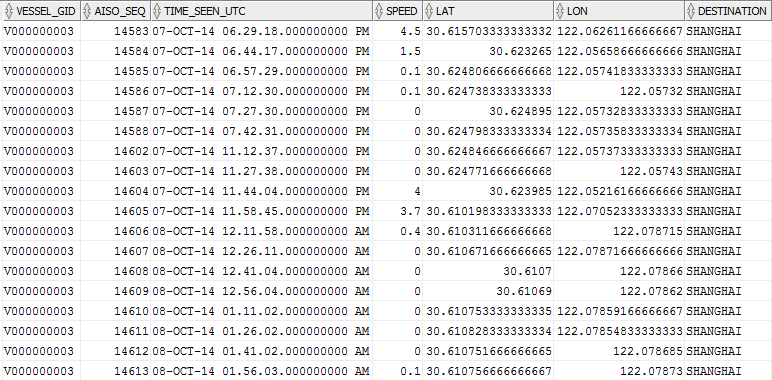 VESSEL_GID AISO_SEQ TIME_SEEN_UTC SPEED LAT LON DESTINATION
V000000003 14583 07-OCT-14 06.29.18.000000000 PM 4.5 30.615703333333332 122.06261166666667 SHANGHAI
V000000003 14584 07-OCT-14 06.44.17.000000000 PM 1.5 30.623265 122.05658666666666 SHANGHAI
V000000003 14585 07-OCT-14 06.57.29.000000000 PM 0.1 30.624806666666668 122.05741833333333 SHANGHAI
V000000003 14586 07-OCT-14 07.12.30.000000000 PM 0.1 30.624738333333333 122.05732 SHANGHAI
V000000003 14587 07-OCT-14 07.27.30.000000000 PM 0 30.624895 122.05732833333333 SHANGHAI
V000000003 14588 07-OCT-14 07.42.31.000000000 PM 0 30.624798333333334 122.05735833333334 SHANGHAI
V000000003 14602 07-OCT-14 11.12.37.000000000 PM 0 30.624846666666667 122.05737333333333 SHANGHAI
V000000003 14603 07-OCT-14 11.27.38.000000000 PM 0 30.624771666666668 122.05743 SHANGHAI
V000000003 14604 07-OCT-14 11.44.04.000000000 PM 4 30.623985 122.05216166666666 SHANGHAI
V000000003 14605 07-OCT-14 11.58.45.000000000 PM 3.7 30.610198333333333 122.07052333333333 SHANGHAI
V000000003 14606 08-OCT-14 12.11.58.000000000 AM 0.4 30.610311666666668 122.078715 SHANGHAI
V000000003 14607 08-OCT-14 12.26.11.000000000 AM 0 30.610671666666665 122.07871666666667 SHANGHAI
V000000003 14608 08-OCT-14 12.41.04.000000000 AM 0 30.6107 122.07866 SHANGHAI
V000000003 14609 08-OCT-14 12.56.04.000000000 AM 0 30.61069 122.07862 SHANGHAI
V000000003 14610 08-OCT-14 01.11.02.000000000 AM 0 30.610753333333335 122.07859166666667 SHANGHAI
V000000003 14611 08-OCT-14 01.26.02.000000000 AM 0 30.610828333333334 122.07854833333333 SHANGHAI
V000000003 14612 08-OCT-14 01.41.02.000000000 AM 0 30.610751666666665 122.078685 SHANGHAI
V000000003 14613 08-OCT-14 01.56.03.000000000 AM 0.1 30.610756666666667 122.07873 SHANGHAI